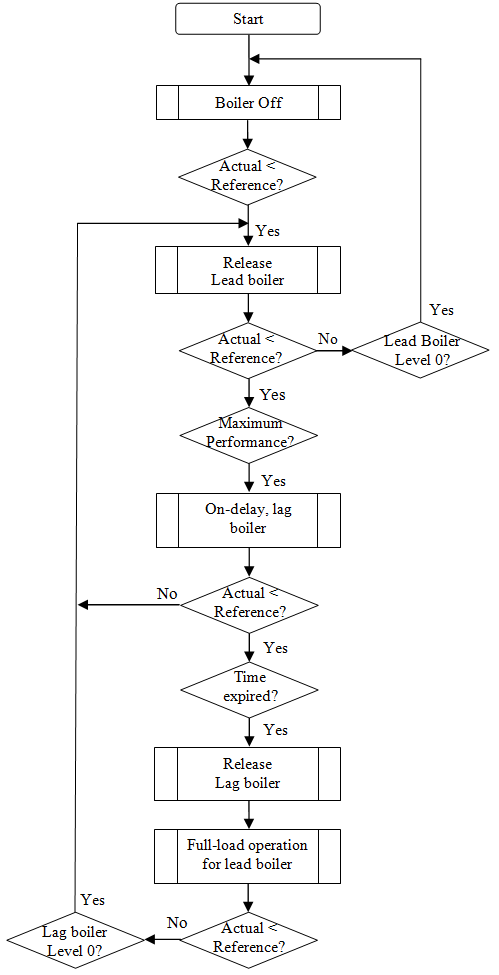 Start
Boiler Off
Actual <
Reference?
Yes
Release
Lead boiler
Yes
Actual <
Reference?
No
Lead Boiler
Level 0?
Yes
Maximum
Performance?
Yes
On-delay, lag
boiler
No
Actual <
Reference?
Yes
Time
expired?
Yes
Release
Lag boiler
Full-load operation
for lead boiler
Yes
Lag boiler
Level 0?
No
Actual <
Reference?